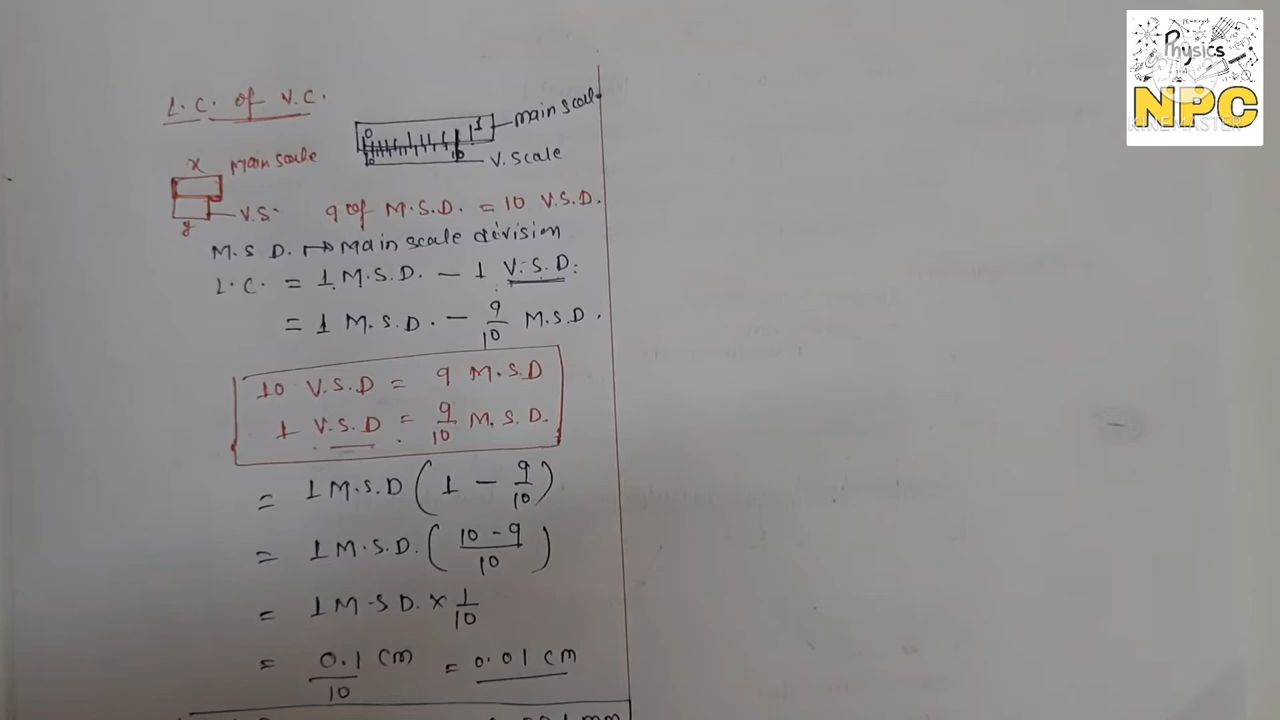 L.C. of V.C.
0 1 main scale
0 10 V. Scale
x main scale
V.S.
y
9 of M.S.D. = 10 V.S.D.
M.S D. ↦ Main scale division
L.C. = 1 M.S.D. - 1 V.S.D.
= 1 M.S.D. - 9/10 M.S.D.
10 V.S.D = 9 M.S.D
1 V.S.D = 9/10 M.S.D.
= 1 M.S.D ( 1 - 9/10 )
= 1 M.S.D. ( 10-9/10 )
= 1 M.S D. x 1/10
= 0.1 cm/10 = 0.01 cm
mm
Physics
NPC
KINEMASTER